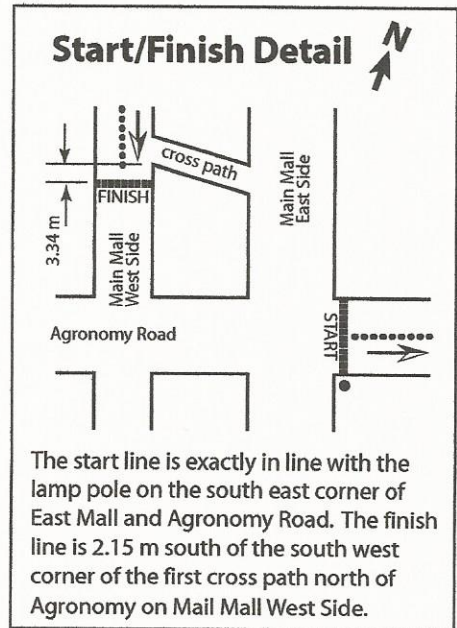 Start/Finish Detail
N
cross path
FINISH
3.34 m
Main Mall
West Side
Main Mall
East Side
Agronomy Road
START
The start line is exactly in line with the
lamp pole on the south east corner of
East Mall and Agronomy Road. The finish
line is 2.15 m south of the south west
corner of the first cross path north of
Agronomy on Mail Mall West Side.